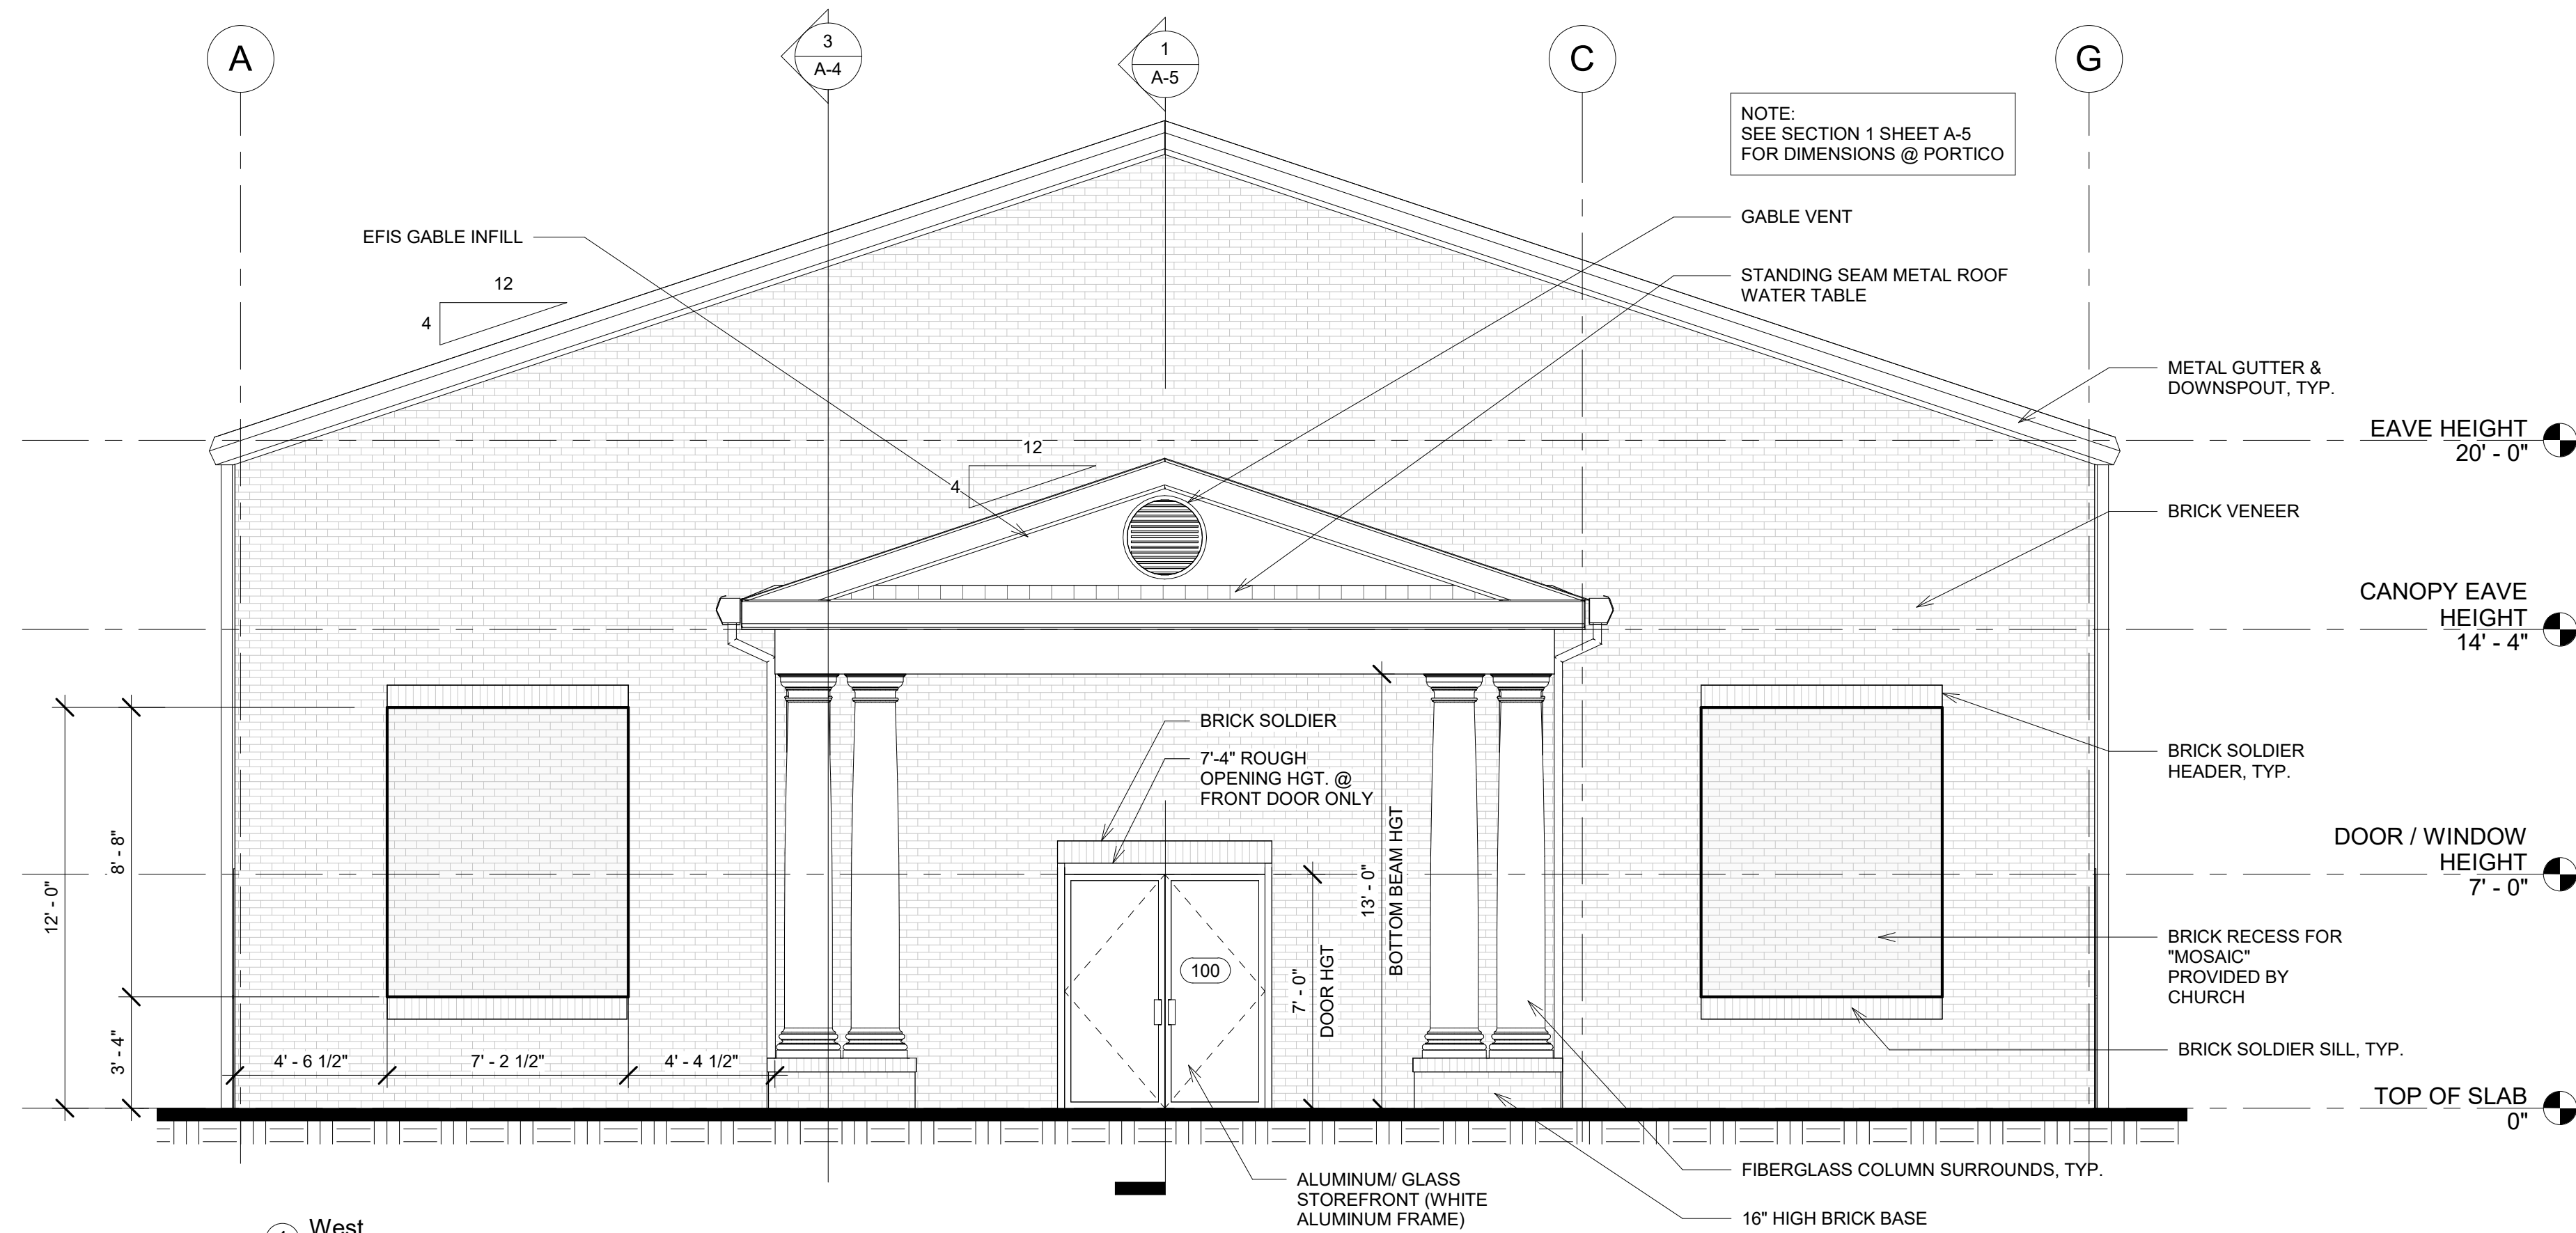 A
3
A-4
1
A-5
C
G
NOTE:
SEE SECTION 1 SHEET A-5
FOR DIMENSIONS @ PORTICO
GABLE VENT
EFIS GABLE INFILL
STANDING SEAM METAL ROOF
WATER TABLE
12
4
METAL GUTTER &
DOWNSPOUT, TYP.
EAVE HEIGHT
20' - 0"
12
4
BRICK VENEER
CANOPY EAVE
HEIGHT
14' - 4"
BRICK SOLDIER
7'-4" ROUGH
OPENING HGT. @
FRONT DOOR ONLY
BRICK SOLDIER
HEADER, TYP.
DOOR / WINDOW
HEIGHT
7' - 0"
12' - 0"
8' - 8"
3' - 4"
13' - 0"
BOTTOM BEAM HGT
7' - 0"
DOOR HGT
100
BRICK RECESS FOR
"MOSAIC"
PROVIDED BY
CHURCH
4' - 6 1/2"
7' - 2 1/2"
4' - 4 1/2"
BRICK SOLDIER SILL, TYP.
TOP OF SLAB
0"
ALUMINUM/ GLASS
STOREFRONT (WHITE
ALUMINUM FRAME)
FIBERGLASS COLUMN SURROUNDS, TYP.
16" HIGH BRICK BASE
West